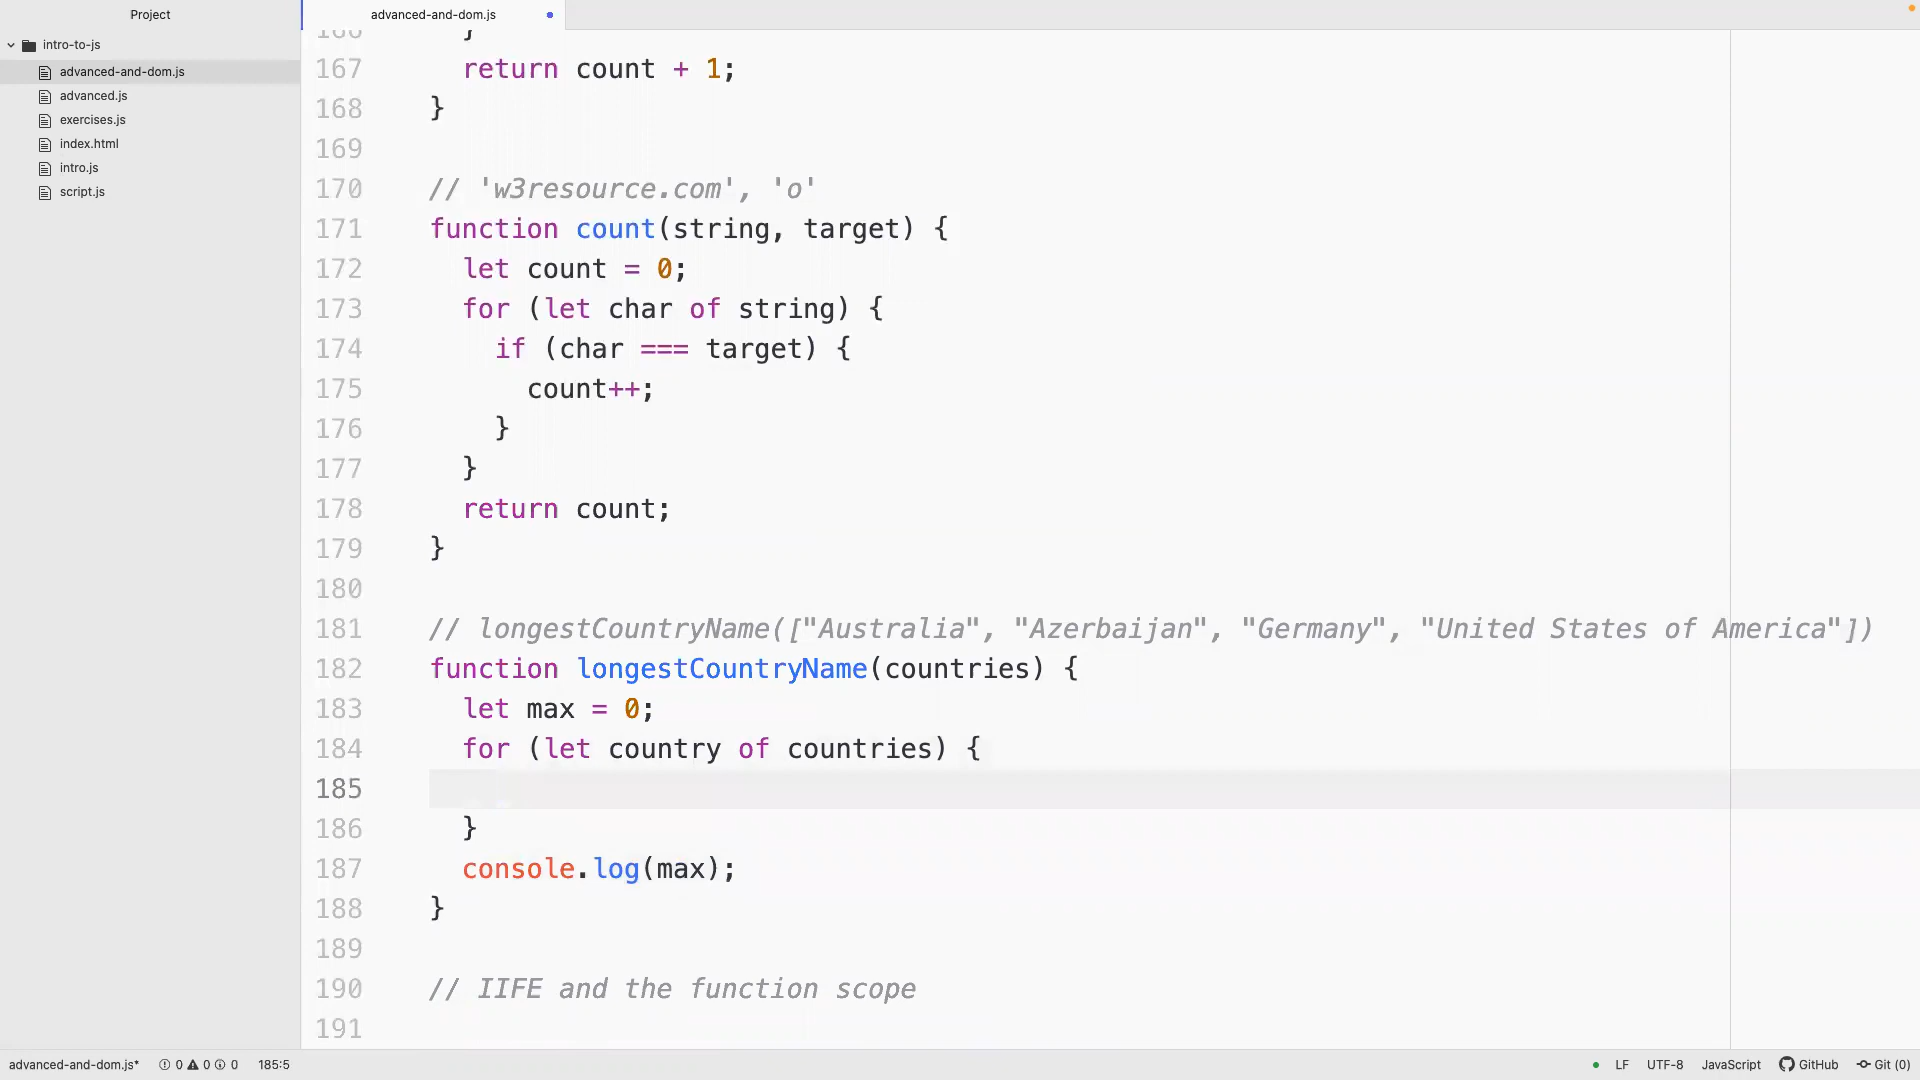 Project
advanced-and-dom.js
intro-to-js
advanced-and-dom.js
advanced.js
exercises.js
index.html
intro.js
script.js
166 }
167 return count + 1;
168 }
169
170 // 'w3resource.com', 'o'
171 function count(string, target) {
172 let count = 0;
173 for (let char of string) {
174 if (char === target) {
175 count++;
176 }
177 }
178 return count;
179 }
180
181 // longestCountryName(["Australia", "Azerbaijan", "Germany", "United States of America"])
182 function longestCountryName(countries) {
183 let max = 0;
184 for (let country of countries) {
185
186 }
187 console.log(max);
188 }
189
190 // IIFE and the function scope
191
advanced-and-dom.js* 0 0 0 185:5 LF UTF-8 JavaScript GitHub Git (0)